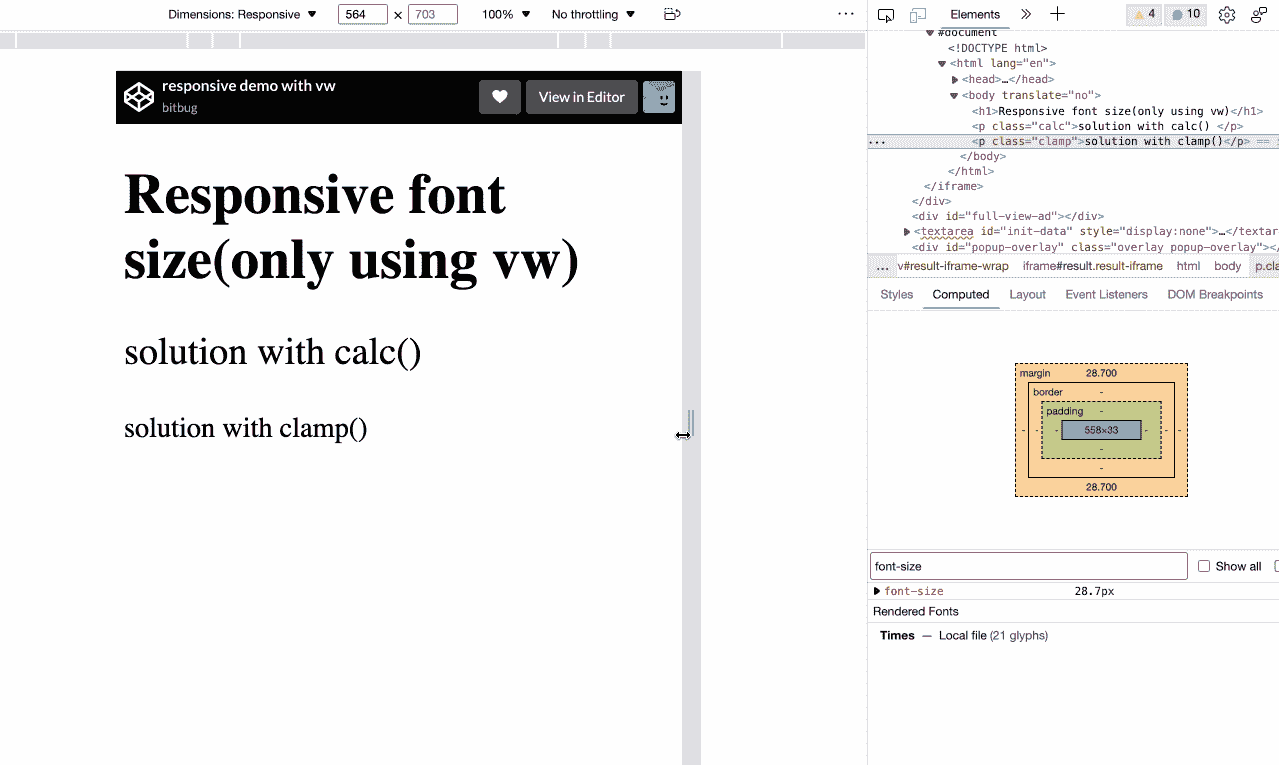 Dimensions: Responsive ▼ 564 x 703 100% ▼ No throttling ▼ ...
Elements 4 10
responsive demo with vw
bitbug
View in Editor
Responsive font
size(only using vw)
solution with calc()
solution with clamp()
#document
<!DOCTYPE html>
<html lang="en">
<head>…</head>
<body translate="no">
<h1>Responsive font size(only using vw)</h1>
<p class="calc">solution with calc() </p>
... <p class="clamp">solution with clamp()</p> ==
</body>
</html>
</iframe>
</div>
<div id="full-view-ad"></div>
<textarea id="init-data" style="display:none">…</textar
<div id="popup-overlay" class="overlay popup-overlay"><
... v#result-iframe-wrap iframe#result.result-iframe html body p.cla
Styles Computed Layout Event Listeners DOM Breakpoints
margin 28.700
border -
padding -
- - - 558×33 - - -
-
-
28.700
font-size Show all
font-size 28.7px
Rendered Fonts
Times — Local file (21 glyphs)